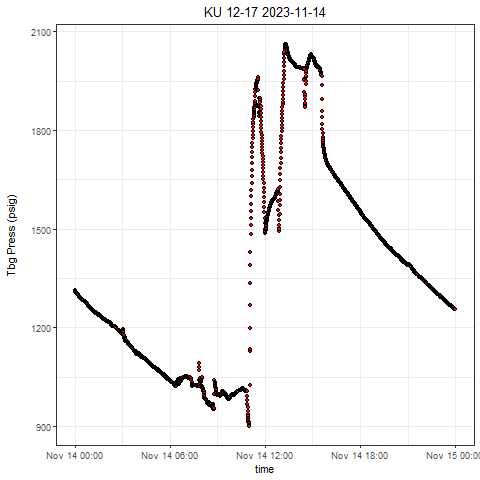 KU 12-17 2023-11-14
2100
1800
1500
1200
900
Tbg Press (psig)
Nov 14 00:00 Nov 14 06:00 Nov 14 12:00 Nov 14 18:00 Nov 15 00:00
time